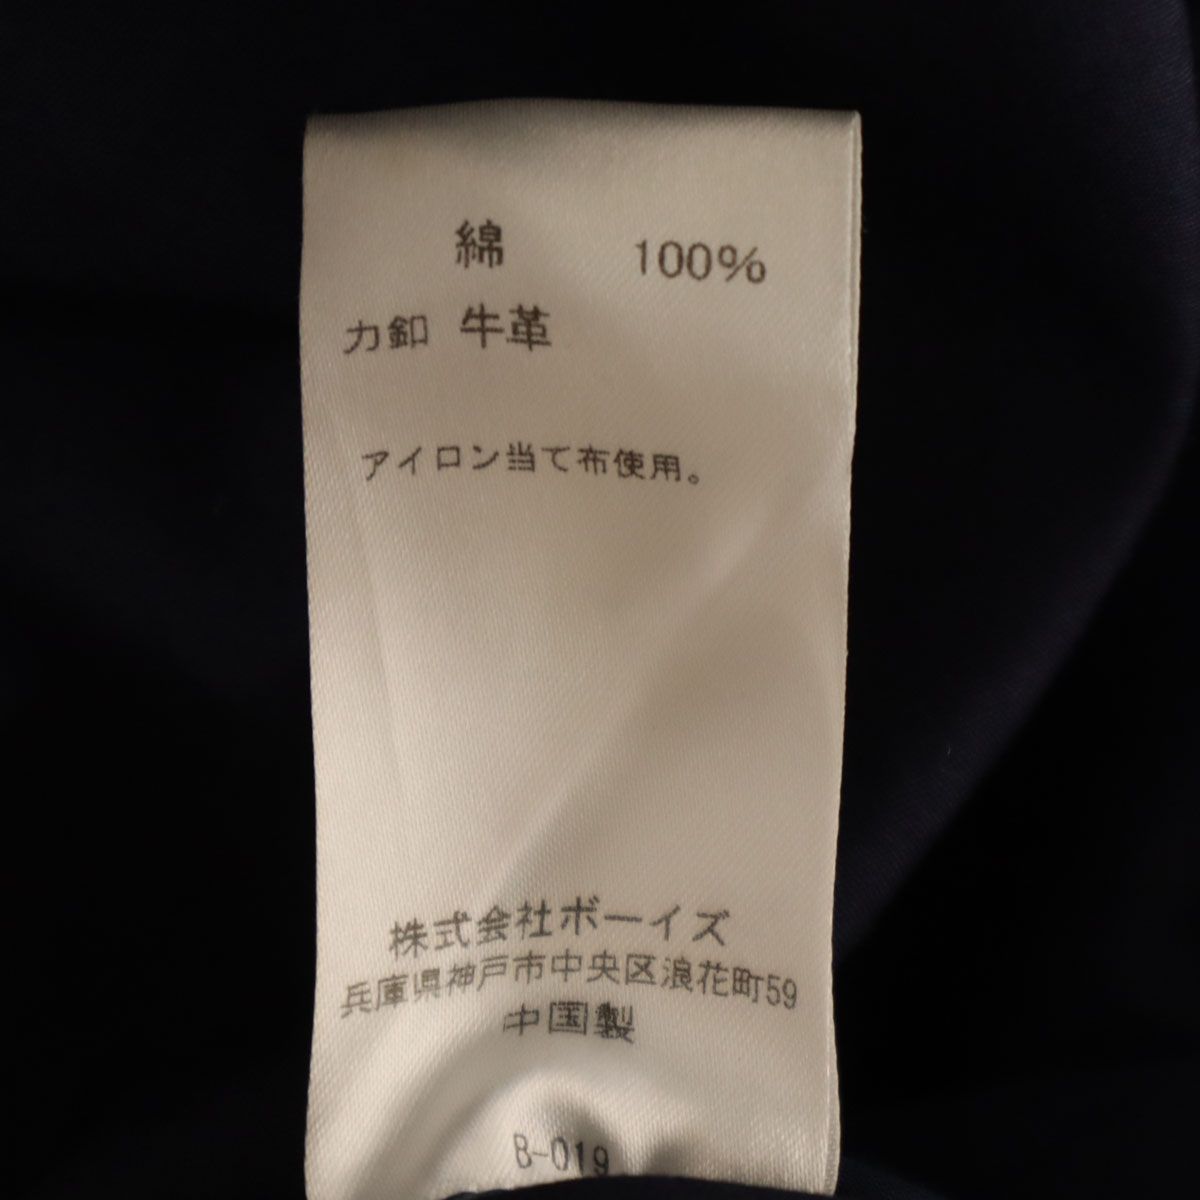 綿 100%
力釦 牛革
アイロン当て布使用。
株式会社ボーイズ
兵庫県神戸市中央区浪花町59
中国製
B-019